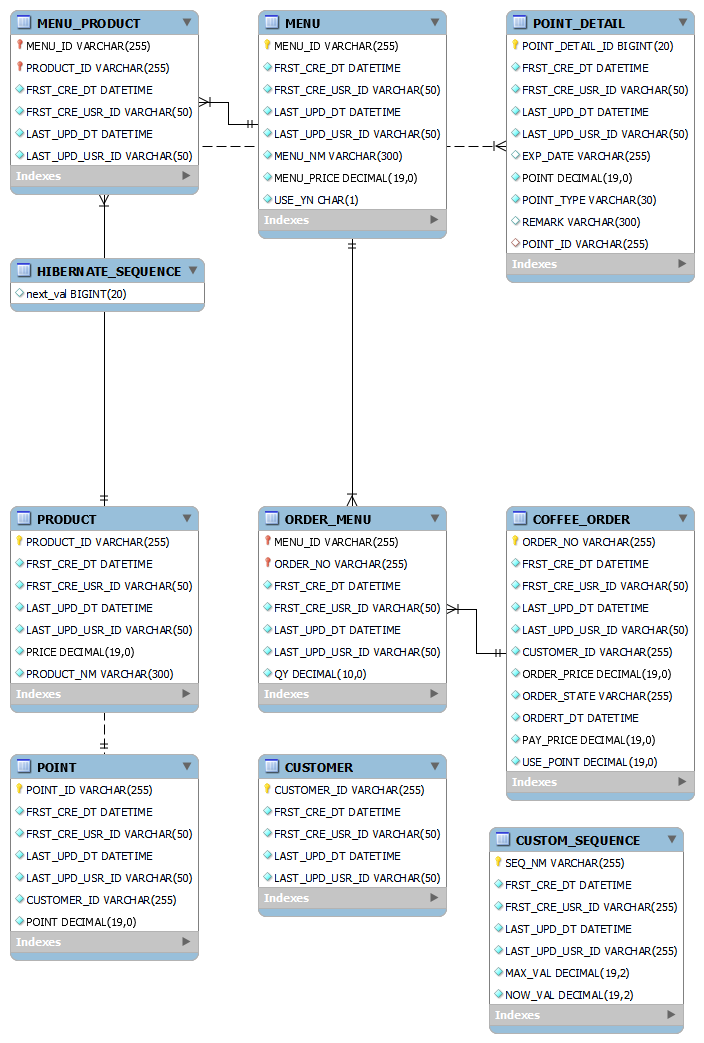 MENU_PRODUCT
MENU_ID VARCHAR(255)
PRODUCT_ID VARCHAR(255)
FRST_CRE_DT DATETIME
FRST_CRE_USR_ID VARCHAR(50)
LAST_UPD_DT DATETIME
LAST_UPD_USR_ID VARCHAR(50)
Indexes
MENU
MENU_ID VARCHAR(255)
FRST_CRE_DT DATETIME
FRST_CRE_USR_ID VARCHAR(50)
LAST_UPD_DT DATETIME
LAST_UPD_USR_ID VARCHAR(50)
MENU_NM VARCHAR(300)
MENU_PRICE DECIMAL(19,0)
USE_YN CHAR(1)
Indexes
POINT_DETAIL
POINT_DETAIL_ID BIGINT(20)
FRST_CRE_DT DATETIME
FRST_CRE_USR_ID VARCHAR(50)
LAST_UPD_DT DATETIME
LAST_UPD_USR_ID VARCHAR(50)
EXP_DATE VARCHAR(255)
POINT DECIMAL(19,0)
POINT_TYPE VARCHAR(30)
REMARK VARCHAR(300)
POINT_ID VARCHAR(255)
Indexes
HIBERNATE_SEQUENCE
next_val BIGINT(20)
PRODUCT
PRODUCT_ID VARCHAR(255)
FRST_CRE_DT DATETIME
FRST_CRE_USR_ID VARCHAR(50)
LAST_UPD_DT DATETIME
LAST_UPD_USR_ID VARCHAR(50)
PRICE DECIMAL(19,0)
PRODUCT_NM VARCHAR(300)
Indexes
ORDER_MENU
MENU_ID VARCHAR(255)
ORDER_NO VARCHAR(255)
FRST_CRE_DT DATETIME
FRST_CRE_USR_ID VARCHAR(50)
LAST_UPD_DT DATETIME
LAST_UPD_USR_ID VARCHAR(50)
QY DECIMAL(10,0)
Indexes
COFFEE_ORDER
ORDER_NO VARCHAR(255)
FRST_CRE_DT DATETIME
FRST_CRE_USR_ID VARCHAR(50)
LAST_UPD_DT DATETIME
LAST_UPD_USR_ID VARCHAR(50)
CUSTOMER_ID VARCHAR(255)
ORDER_PRICE DECIMAL(19,0)
ORDER_STATE VARCHAR(255)
ORDERT_DT DATETIME
PAY_PRICE DECIMAL(19,0)
USE_POINT DECIMAL(19,0)
Indexes
POINT
POINT_ID VARCHAR(255)
FRST_CRE_DT DATETIME
FRST_CRE_USR_ID VARCHAR(50)
LAST_UPD_DT DATETIME
LAST_UPD_USR_ID VARCHAR(50)
CUSTOMER_ID VARCHAR(255)
POINT DECIMAL(19,0)
Indexes
CUSTOMER
CUSTOMER_ID VARCHAR(255)
FRST_CRE_DT DATETIME
FRST_CRE_USR_ID VARCHAR(50)
LAST_UPD_DT DATETIME
LAST_UPD_USR_ID VARCHAR(50)
Indexes
CUSTOM_SEQUENCE
SEQ_NM VARCHAR(255)
FRST_CRE_DT DATETIME
FRST_CRE_USR_ID VARCHAR(255)
LAST_UPD_DT DATETIME
LAST_UPD_USR_ID VARCHAR(255)
MAX_VAL DECIMAL(19,2)
NOW_VAL DECIMAL(19,2)
Indexes